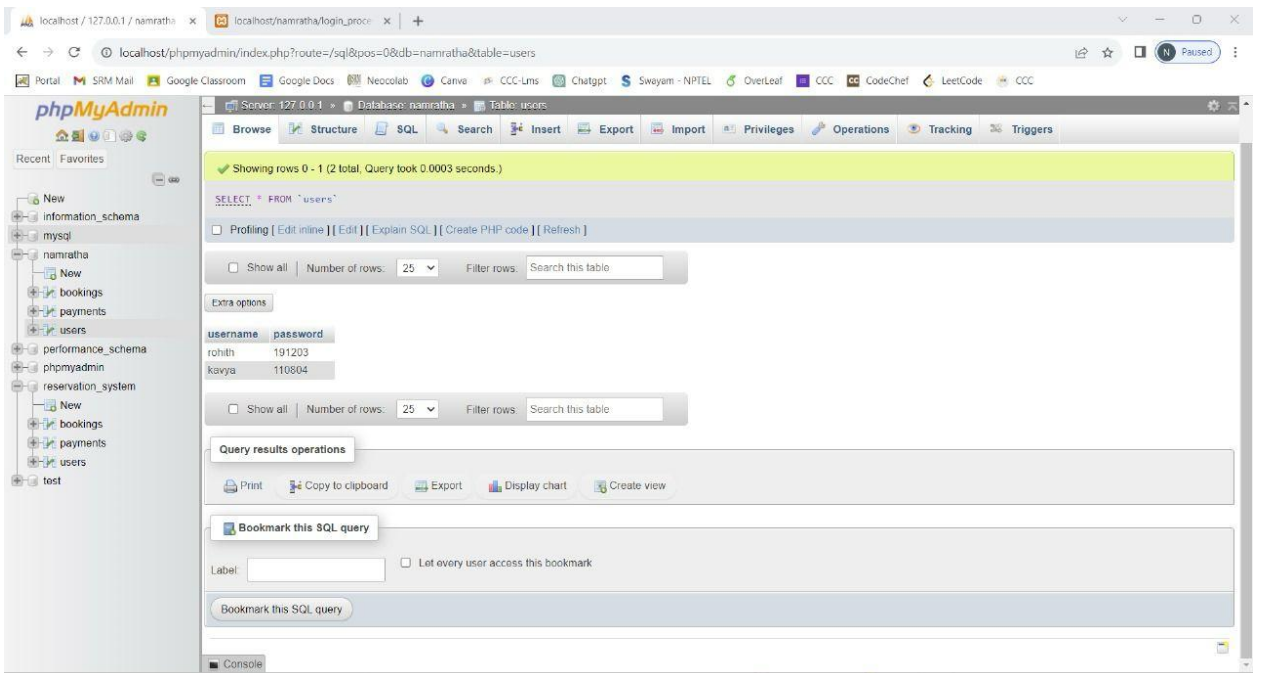 localhost / 127.0.0.1 / namratha
localhost/namratha/login_proce
localhost/phpmyadmin/index.php?route=/sql&pos=0&db=namratha&table=users
N Paused
Portal SRM Mail Google Classroom Google Docs Neocolab Canva CCC-Lms Chatgpt Swayam - NPTEL OverLeaf CCC CodeChef LeetCode CCC
phpMyAdmin
Recent Favorites
New
information_schema
mysql
namratha
New
bookings
payments
users
performance_schema
phpmyadmin
reservation_system
New
bookings
payments
users
test
Server: 127.0.0.1 » Database: namratha » Table: users
Browse Structure SQL Search Insert Export Import Privileges Operations Tracking Triggers
Showing rows 0 - 1 (2 total, Query took 0.0003 seconds.)
SELECT * FROM `users`
Profiling [ Edit inline ] [ Edit ] [ Explain SQL ] [ Create PHP code ] [ Refresh ]
Show all | Number of rows: 25 Filter rows: Search this table
Extra options
username password
rohith 191203
kavya 110804
Show all | Number of rows: 25 Filter rows: Search this table
Query results operations
Print Copy to clipboard Export Display chart Create view
Bookmark this SQL query
Label: Let every user access this bookmark
Bookmark this SQL query
Console